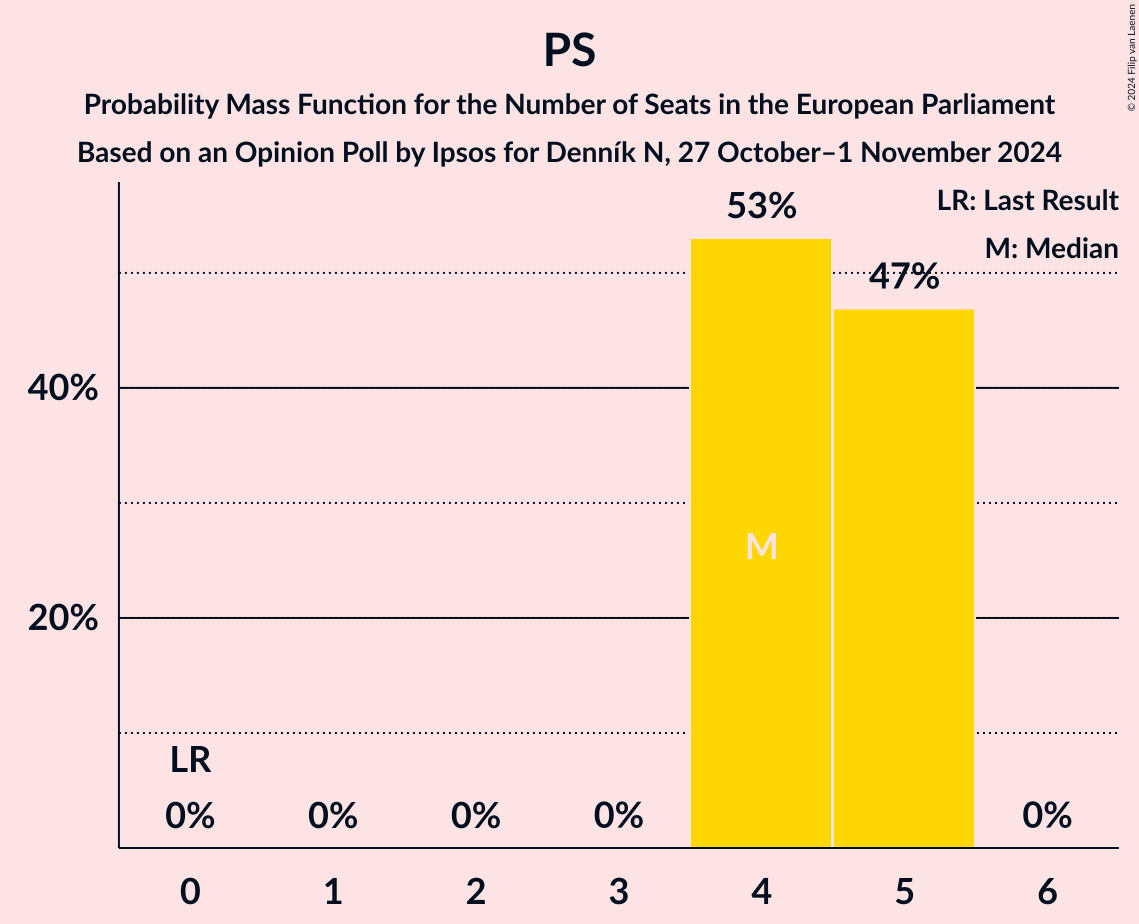 PS
Probability Mass Function for the Number of Seats in the European Parliament
Based on an Opinion Poll by Ipsos for Denník N, 27 October–1 November 2024
© 2024 Filip van Laenen
LR: Last Result
M: Median
53%
47%
40%
20%
M
LR
0% 0% 0% 0% 0%
0 1 2 3 4 5 6